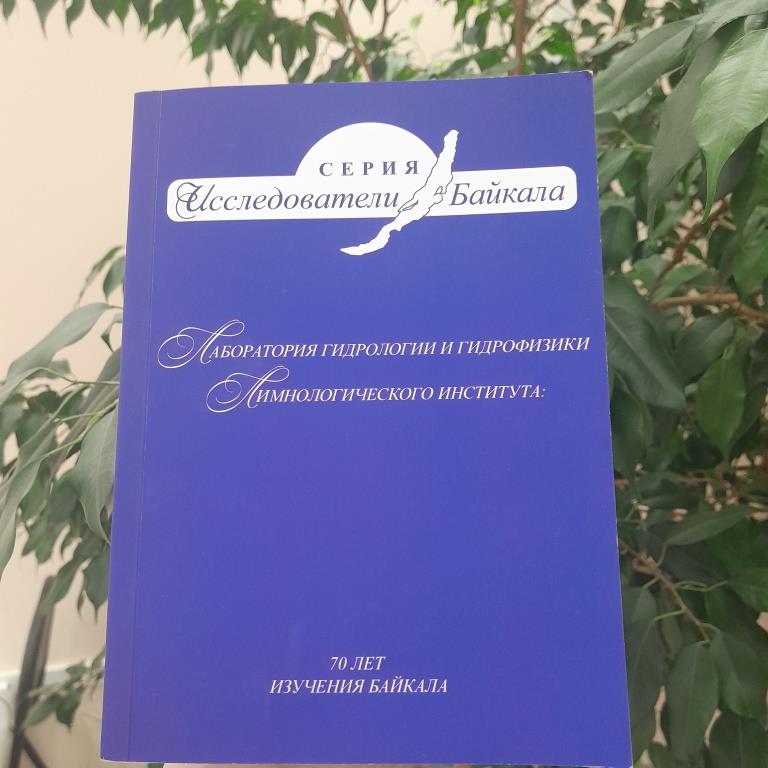 СЕРИЯ
Исследователи Байкала
Лаборатория гидрологии и гидрофизики
Лимнологического института:
70 ЛЕТ
ИЗУЧЕНИЯ БАЙКАЛА